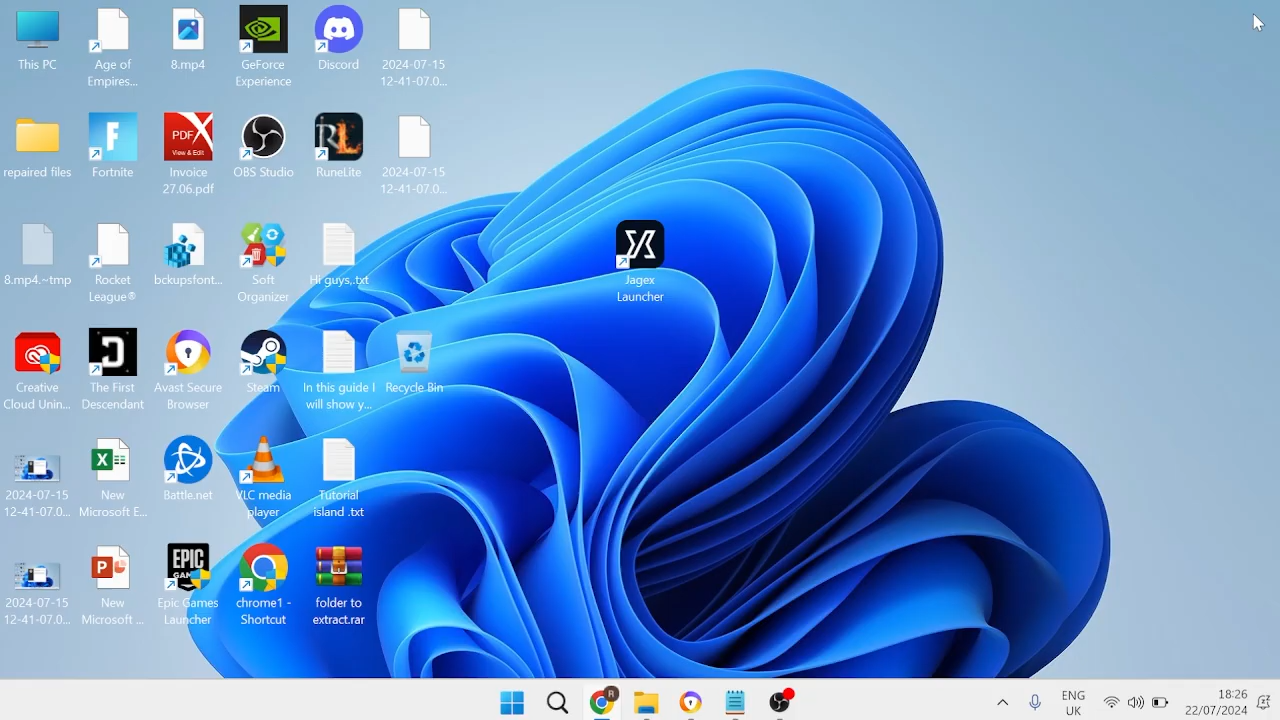 This PC
Age of
Empires...
8.mp4
GeForce
Experience
Discord
2024-07-15
12-41-07.0...
repaired files
Fortnite
PDF
View & Edit
Invoice
27.06.pdf
OBS Studio
RuneLite
2024-07-15
12-41-07.0...
8.mp4.~tmp
Rocket
League®
bckupsfont...
Soft
Organizer
Hi guys,.txt
Jagex
Launcher
Creative
Cloud Unin...
The First
Descendant
Avast Secure
Browser
Steam
In this guide I
will show y...
Recycle Bin
2024-07-15
12-41-07.0...
New
Microsoft E...
Battle.net
VLC media
player
Tutorial
island .txt
2024-07-15
12-41-07.0...
New
Microsoft ...
EPIC
GAMES
Epic Games
Launcher
chrome1 -
Shortcut
folder to
extract.rar
ENG
UK
18:26
22/07/2024